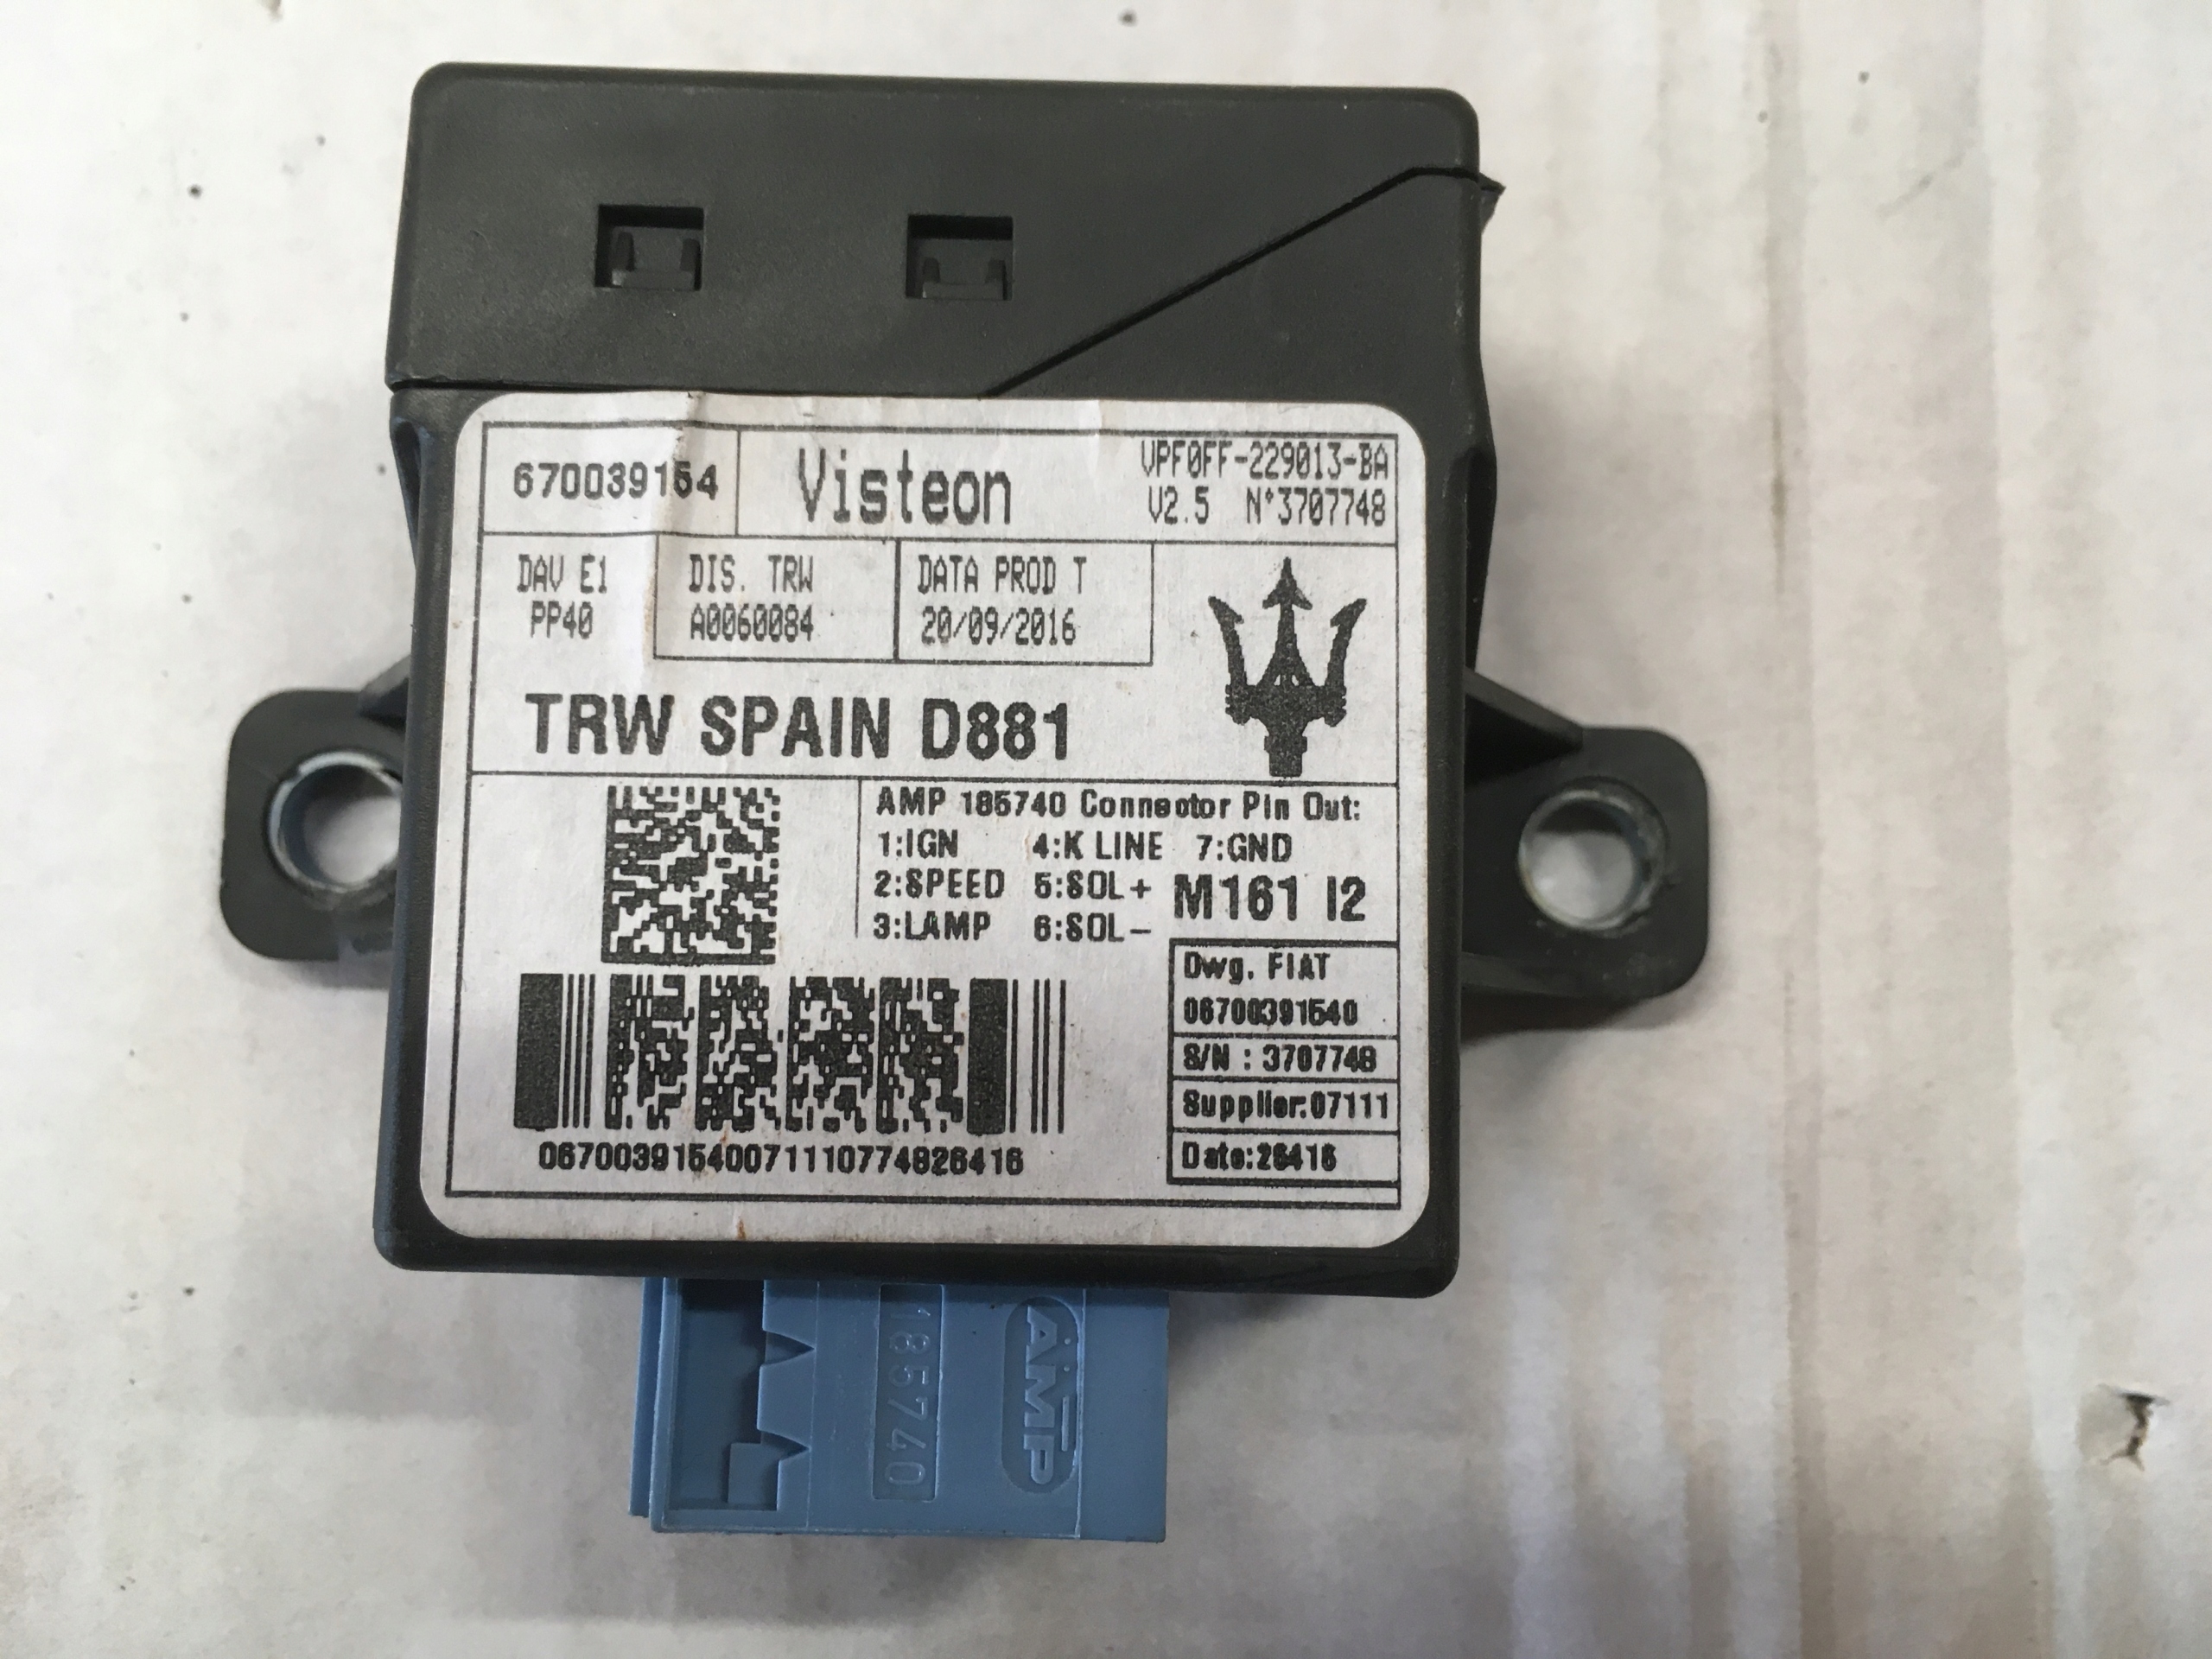 670039154
Visteon
VPF0FF-229013-BA
V2.5 N°3707748
DAV E1
PP40
DIS. TRW
A0060084
DATA PROD T
20/09/2016
TRW SPAIN D881
AMP 185740 Connector Pin Out:
1:IGN 4:K LINE 7:GND
2:SPEED 5:SOL+ M161 I2
3:LAMP 6:SOL-
Dwg. FIAT
06700391540
S/N : 3707748
Supplier:07111
Date:26416
06700391540071110774826416
185740
AMP